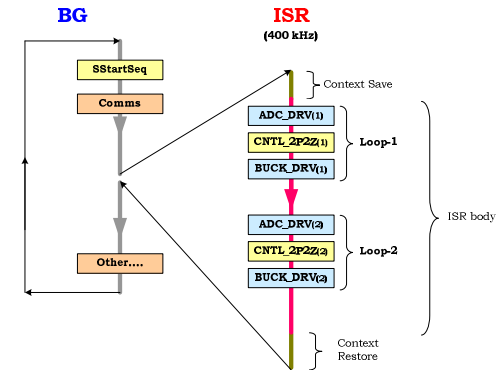 BG
ISR
(400 kHz)
SStartSeq
Comms
Other....
Context Save
ADC_DRV(1)
CNTL_2P2Z(1)
BUCK_DRV(1)
Loop-1
ADC_DRV(2)
CNTL_2P2Z(2)
BUCK_DRV(2)
Loop-2
ISR body
Context
Restore